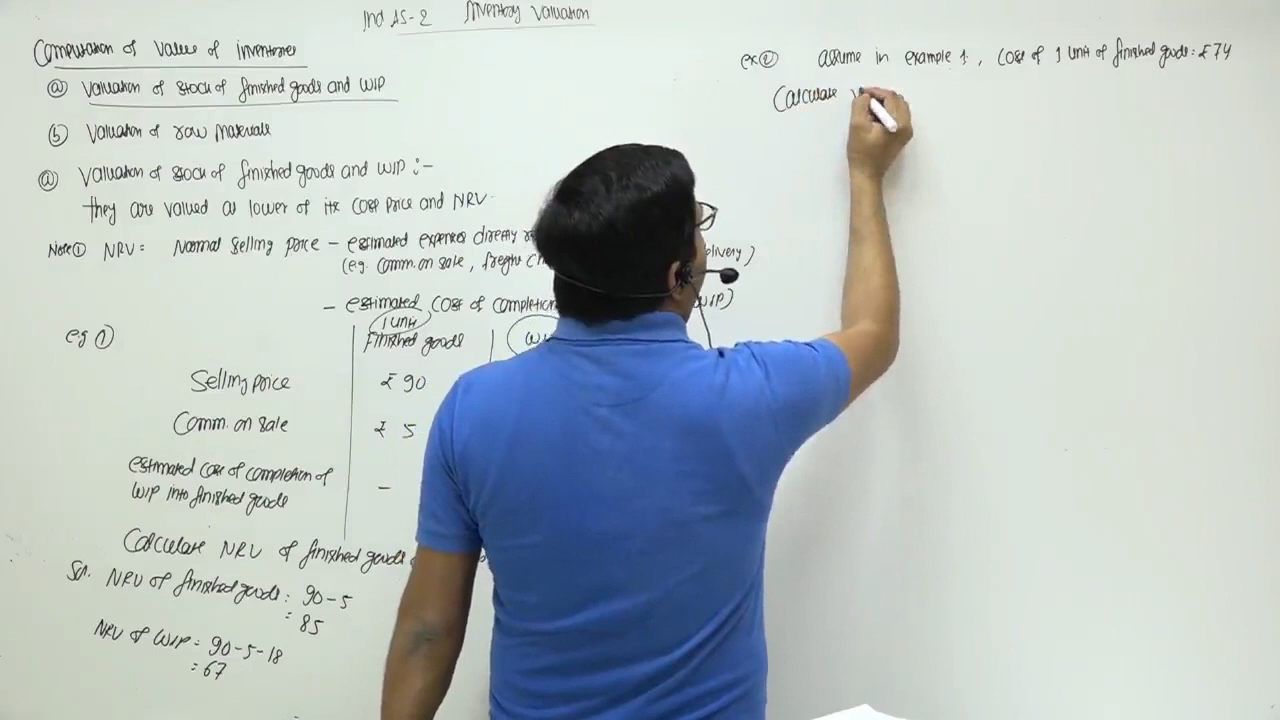 Ind AS-2 Inventory Valuation
Computation of Value of inventories
ⓐ Valuation of stock of finished goods and WIP
ⓑ Valuation of raw materials
ⓐ Valuation of stock of finished goods and WIP :-
they are valued at lower of its cost price and NRV
Note① NRV = Normal selling price - estimated expenses directly
(eg. Comm. on sale, freight delivery)
- estimated cost of completion WIP)
eg ①
1 unit
Finished goods
Selling price ₹ 90
Comm. on sale ₹ 5
estimated cost of completion of
WIP into finished goods -
Calculate NRV of finished goods
Sol. NRV of finished goods = 90-5
= 85
NRV of WIP = 90-5-18
= 67
ex② assume in example 1, cost of 1 unit of finished goods = ₹74
Calculate